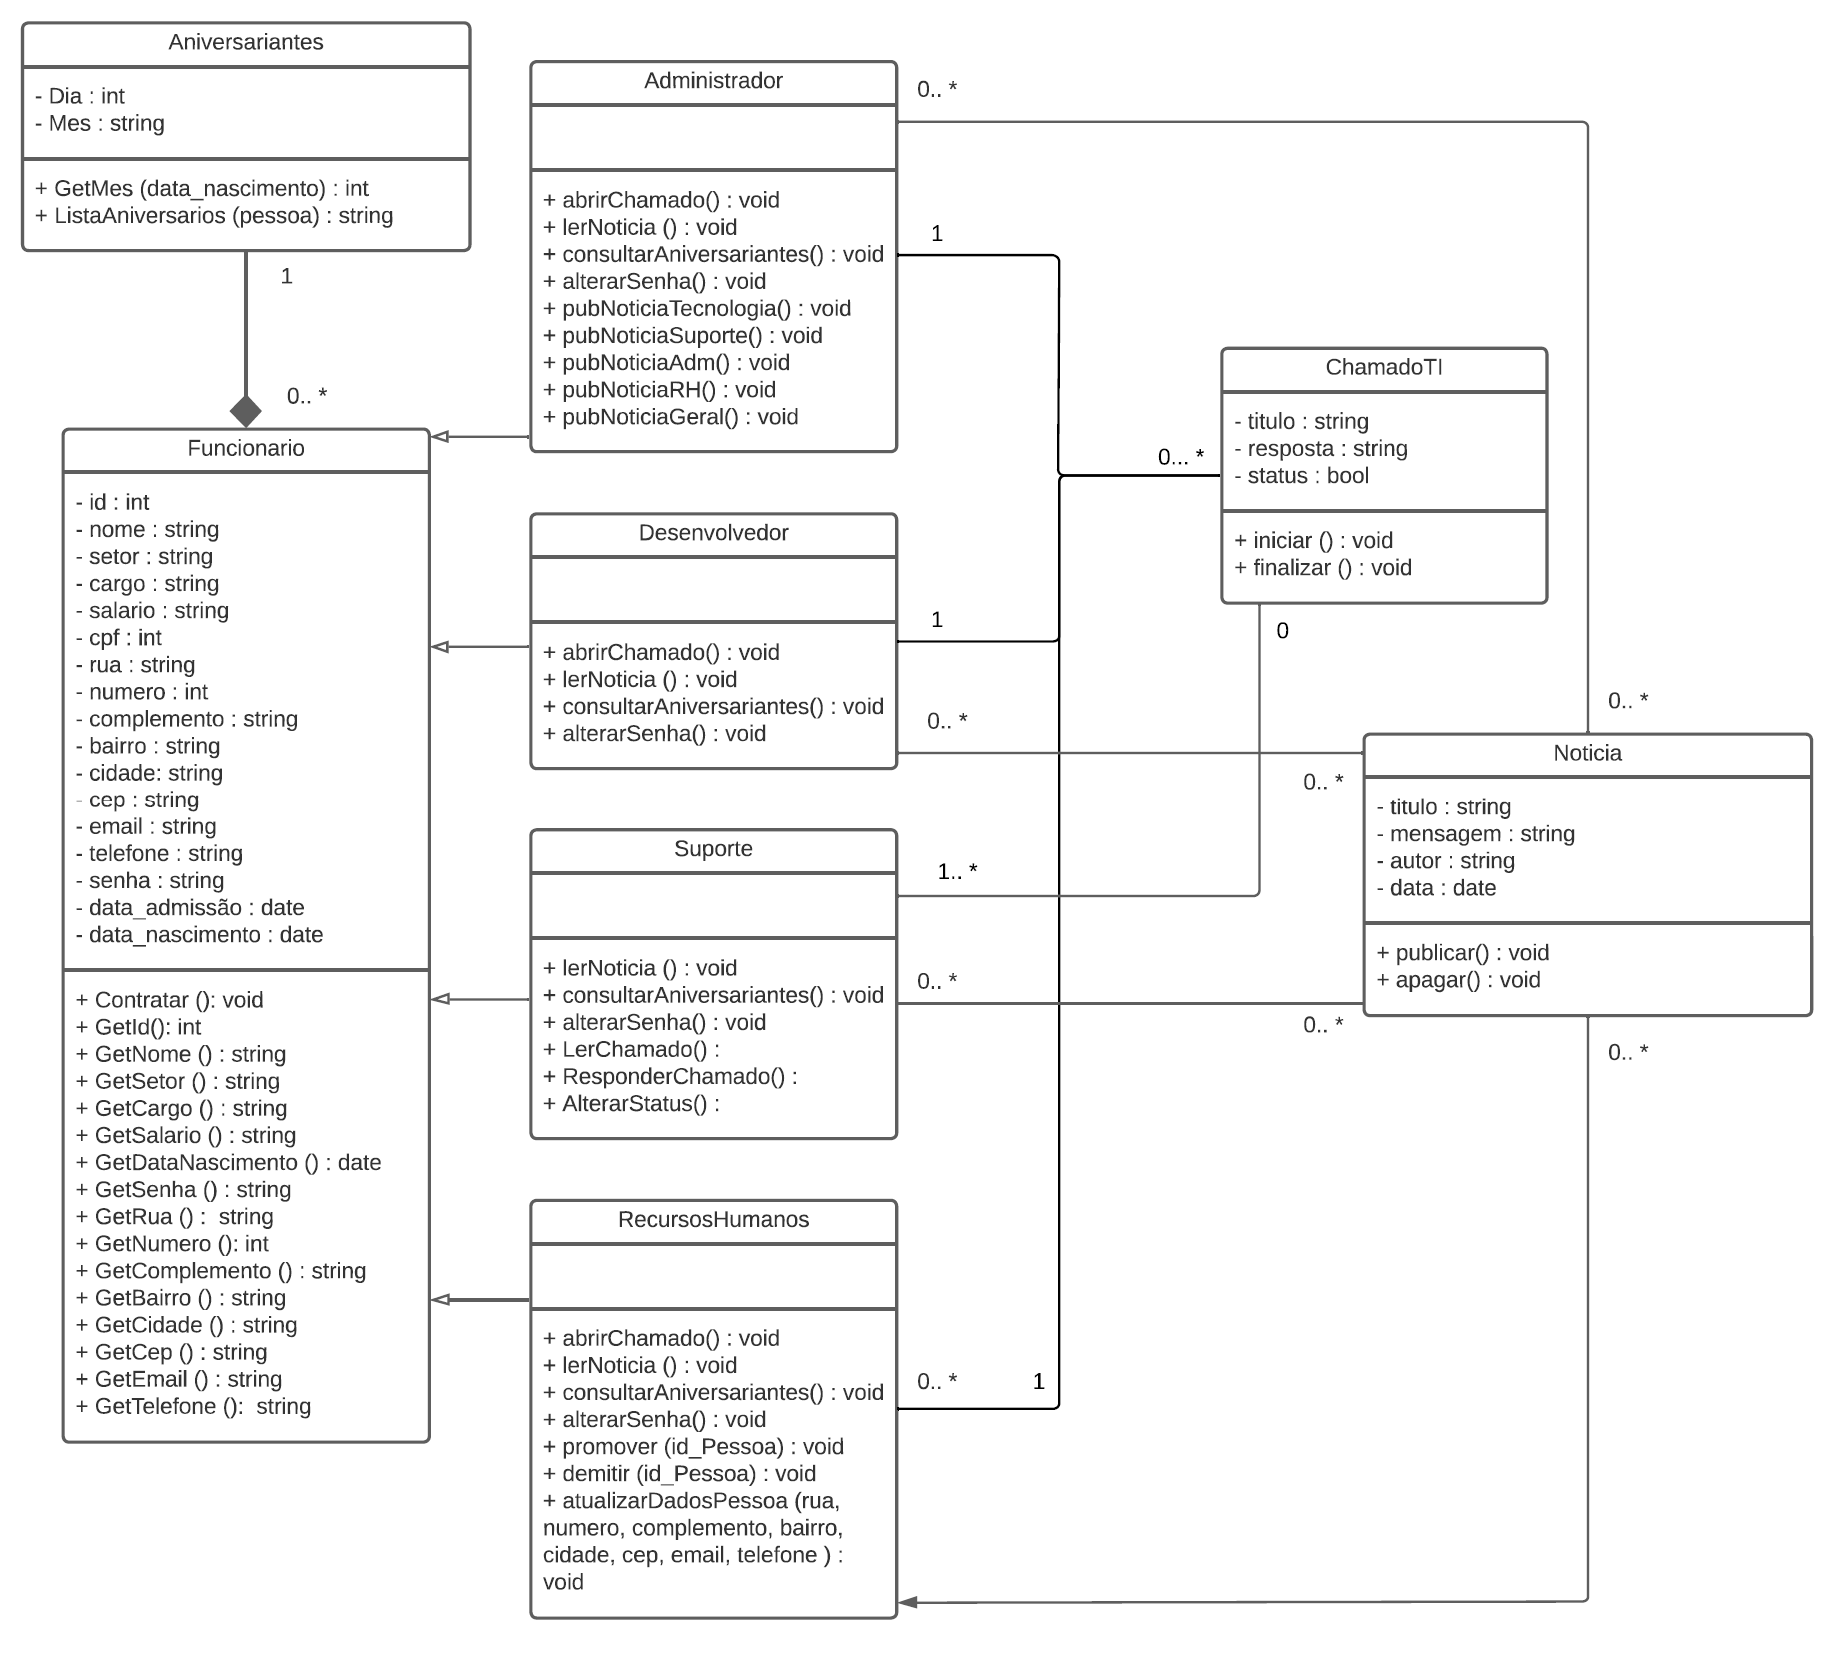 Aniversariantes
- Dia : int
- Mes : string
+ GetMes (data_nascimento) : int
+ ListaAniversarios (pessoa) : string
1
0.. *
Funcionario
- id : int
- nome : string
- setor : string
- cargo : string
- salario : string
- cpf : int
- rua : string
- numero : int
- complemento : string
- bairro : string
- cidade: string
- cep : string
- email : string
- telefone : string
- senha : string
- data_admissão : date
- data_nascimento : date
+ Contratar (): void
+ GetId(): int
+ GetNome () : string
+ GetSetor () : string
+ GetCargo () : string
+ GetSalario () : string
+ GetDataNascimento () : date
+ GetSenha () : string
+ GetRua () :  string
+ GetNumero (): int
+ GetComplemento () : string
+ GetBairro () : string
+ GetCidade () : string
+ GetCep () : string
+ GetEmail () : string
+ GetTelefone ():  string
Administrador
+ abrirChamado() : void
+ lerNoticia () : void
+ consultarAniversariantes() : void
+ alterarSenha() : void
+ pubNoticiaTecnologia() : void
+ pubNoticiaSuporte() : void
+ pubNoticiaAdm() : void
+ pubNoticiaRH() : void
+ pubNoticiaGeral() : void
0.. *
1
Desenvolvedor
+ abrirChamado() : void
+ lerNoticia () : void
+ consultarAniversariantes() : void
+ alterarSenha() : void
1
0.. *
Suporte
+ lerNoticia () : void
+ consultarAniversariantes() : void
+ alterarSenha() : void
+ LerChamado() :
+ ResponderChamado() :
+ AlterarStatus() :
1.. *
0.. *
RecursosHumanos
+ abrirChamado() : void
+ lerNoticia () : void
+ consultarAniversariantes() : void
+ alterarSenha() : void
+ promover (id_Pessoa) : void
+ demitir (id_Pessoa) : void
+ atualizarDadosPessoa (rua,
numero, complemento, bairro,
cidade, cep, email, telefone ) :
void
0.. *
1
0... *
ChamadoTI
- titulo : string
- resposta : string
- status : bool
+ iniciar () : void
+ finalizar () : void
0
0.. *
0.. *
Noticia
- titulo : string
- mensagem : string
- autor : string
- data : date
+ publicar() : void
+ apagar() : void
0.. *
0.. *